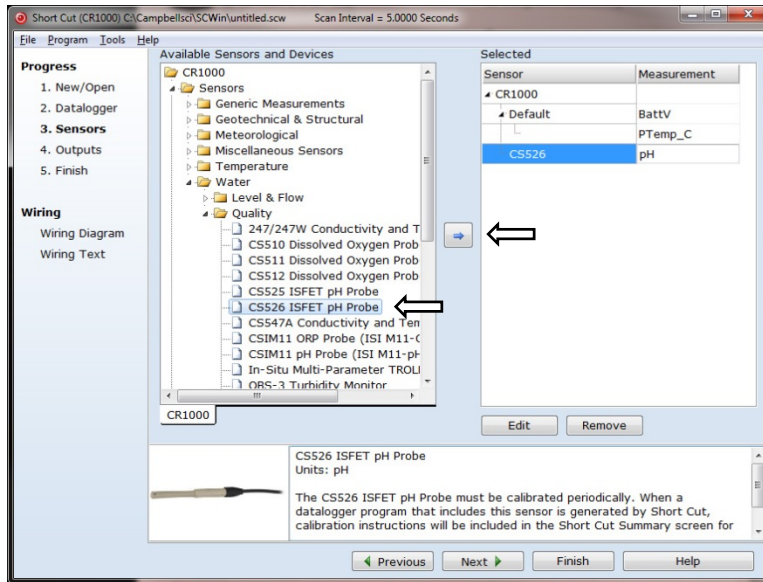 Short Cut (CR1000) C:\Campbellsci\SCWin\untitled.scw Scan Interval = 5.0000 Seconds
File Program Tools Help
Progress
1. New/Open
2. Datalogger
3. Sensors
4. Outputs
5. Finish
Wiring
Wiring Diagram
Wiring Text
Available Sensors and Devices
CR1000
Sensors
Generic Measurements
Geotechnical & Structural
Meteorological
Miscellaneous Sensors
Temperature
Water
Level & Flow
Quality
247/247W Conductivity and T
CS510 Dissolved Oxygen Prob
CS511 Dissolved Oxygen Prob
CS512 Dissolved Oxygen Prob
CS525 ISFET pH Probe
CS526 ISFET pH Probe
CS547A Conductivity and Tem
CSIM11 ORP Probe (ISI M11-O
CSIM11 pH Probe (ISI M11-pH
In-Situ Multi-Parameter TROLL
OBS-3 Turbidity Monitor
CR1000
Selected
Sensor Measurement
CR1000
Default BattV
PTemp_C
CS526 pH
Edit Remove
CS526 ISFET pH Probe
Units: pH
The CS526 ISFET pH Probe must be calibrated periodically. When a
datalogger program that includes this sensor is generated by Short Cut,
calibration instructions will be included in the Short Cut Summary screen for
Previous Next Finish Help